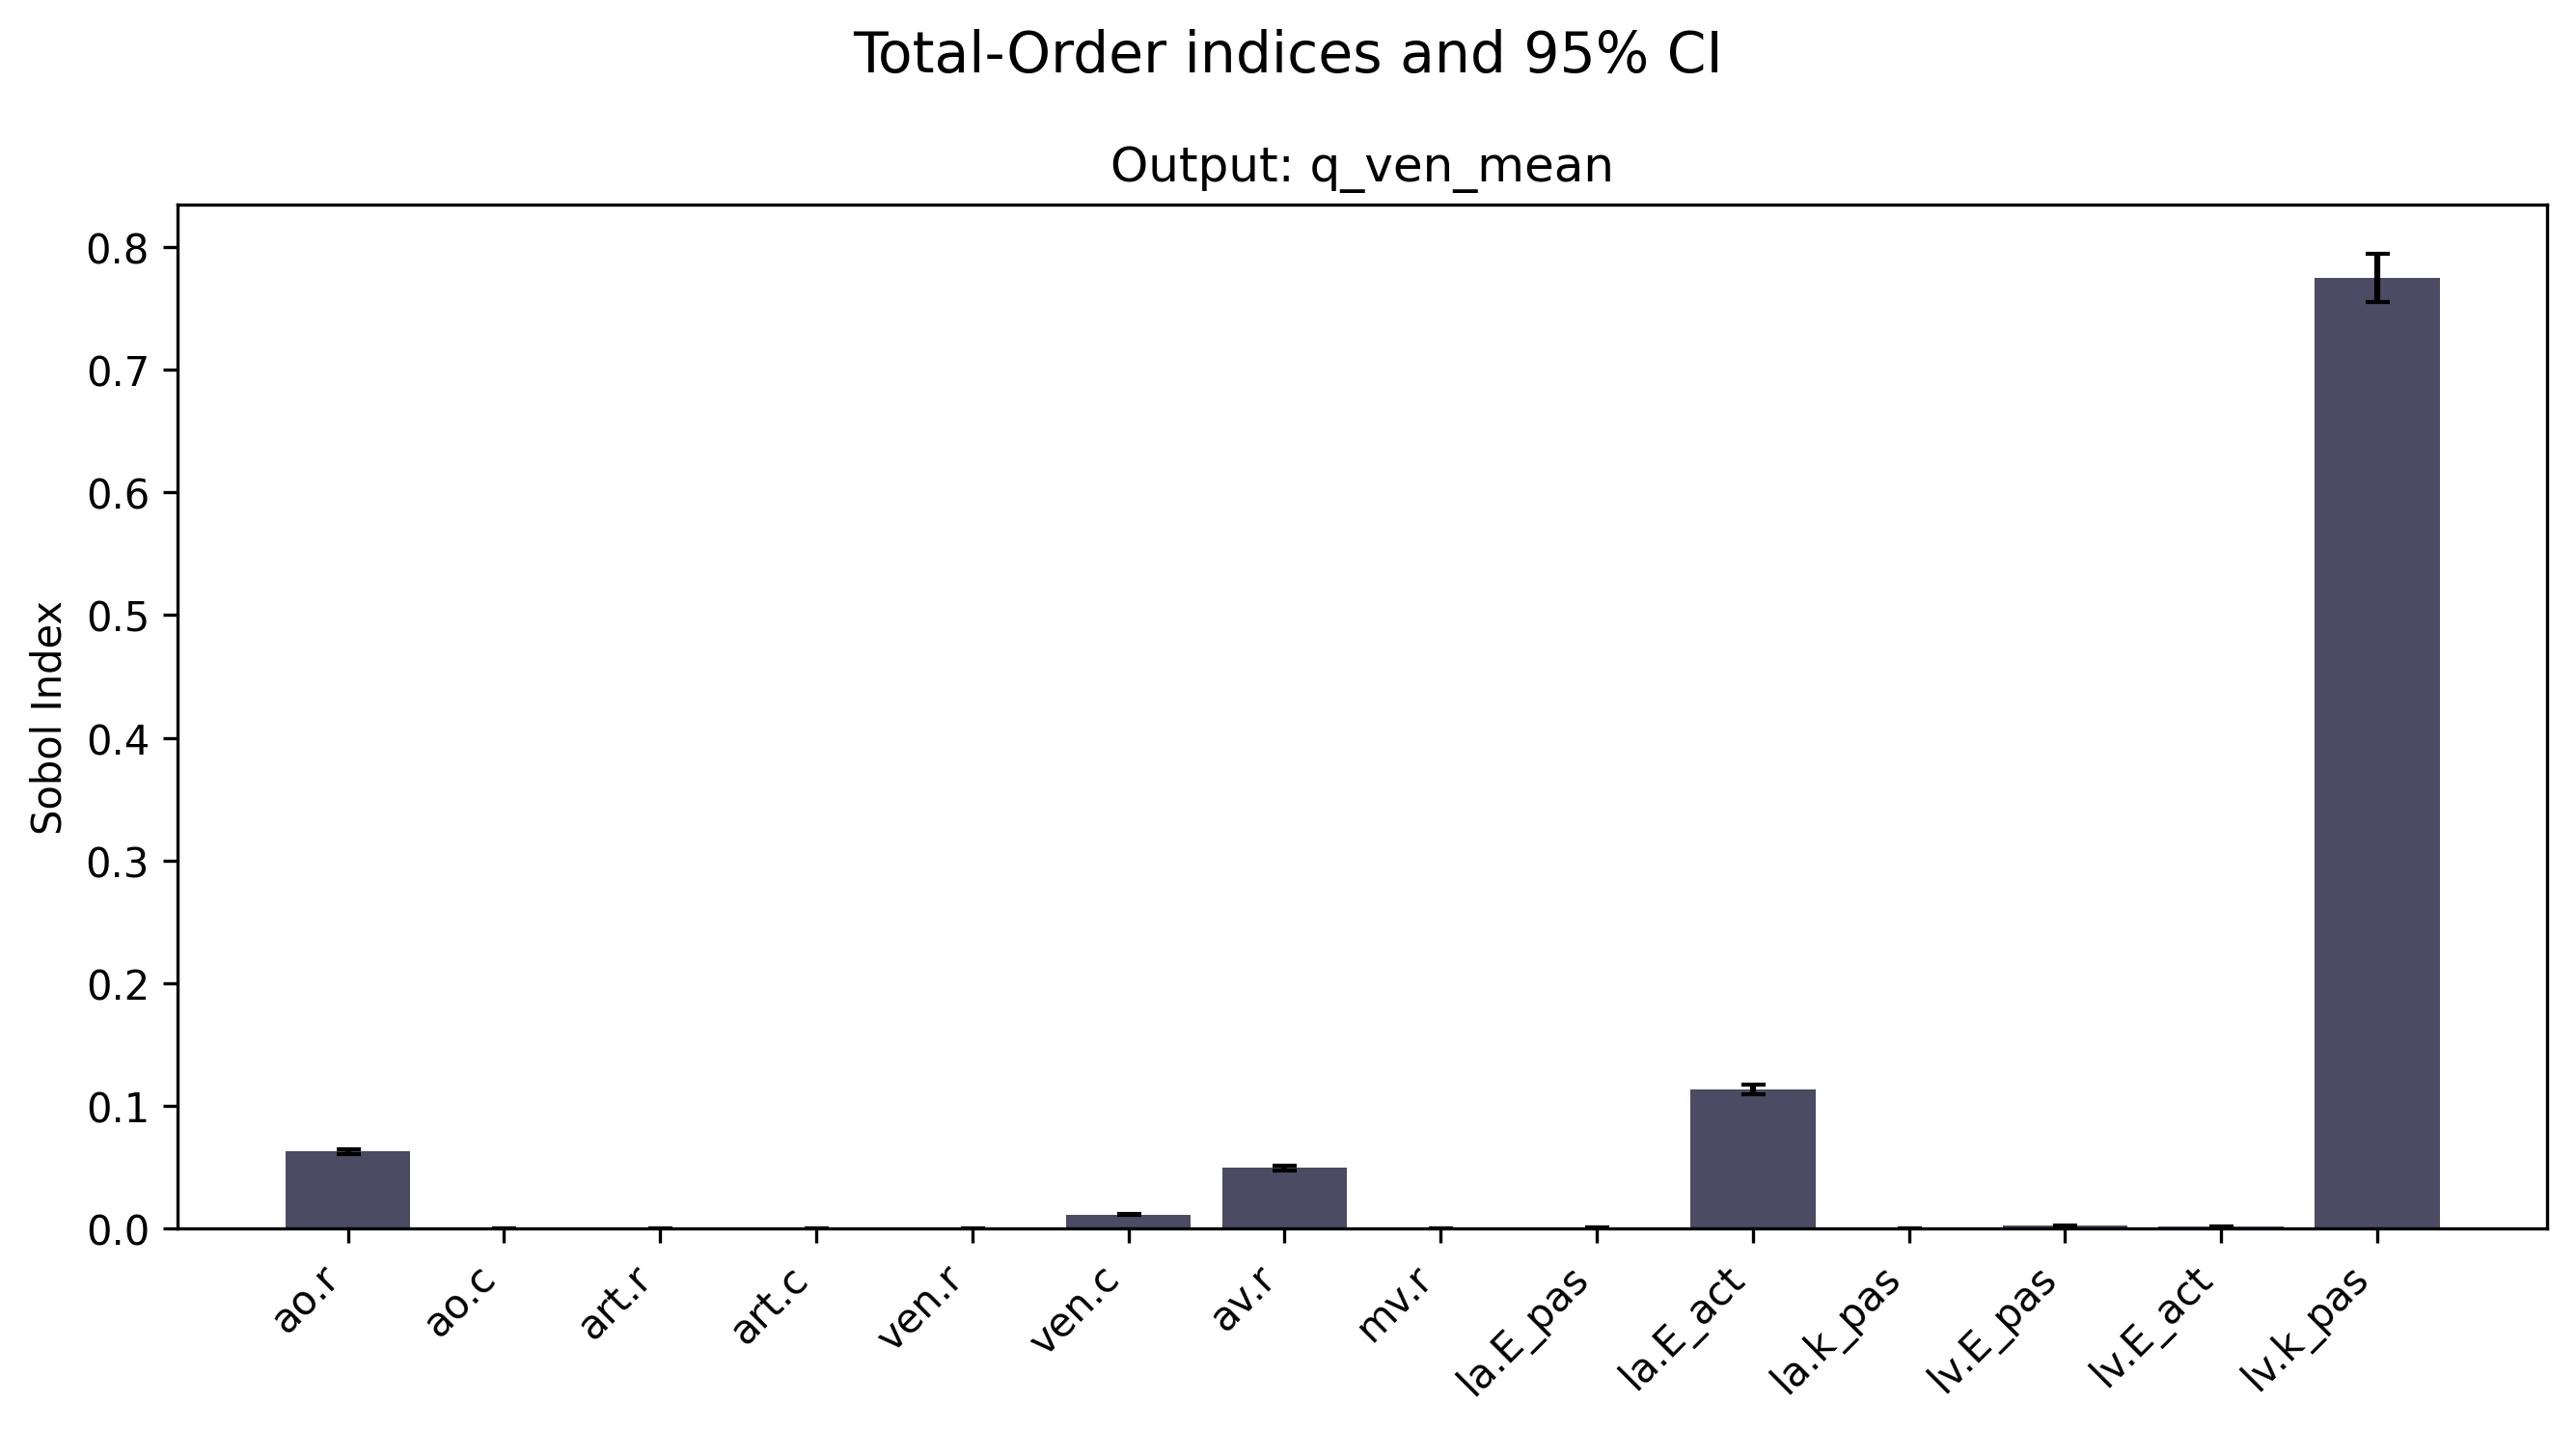 Total-Order indices and 95% CI
Output: q_ven_mean
Sobol Index
0.8
0.7
0.6
0.5
0.4
0.3
0.2
0.1
0.0
ao.r
ao.c
art.r
art.c
ven.r
ven.c
av.r
mv.r
la.E_pas
la.E_act
la.k_pas
lv.E_pas
lv.E_act
lv.k_pas